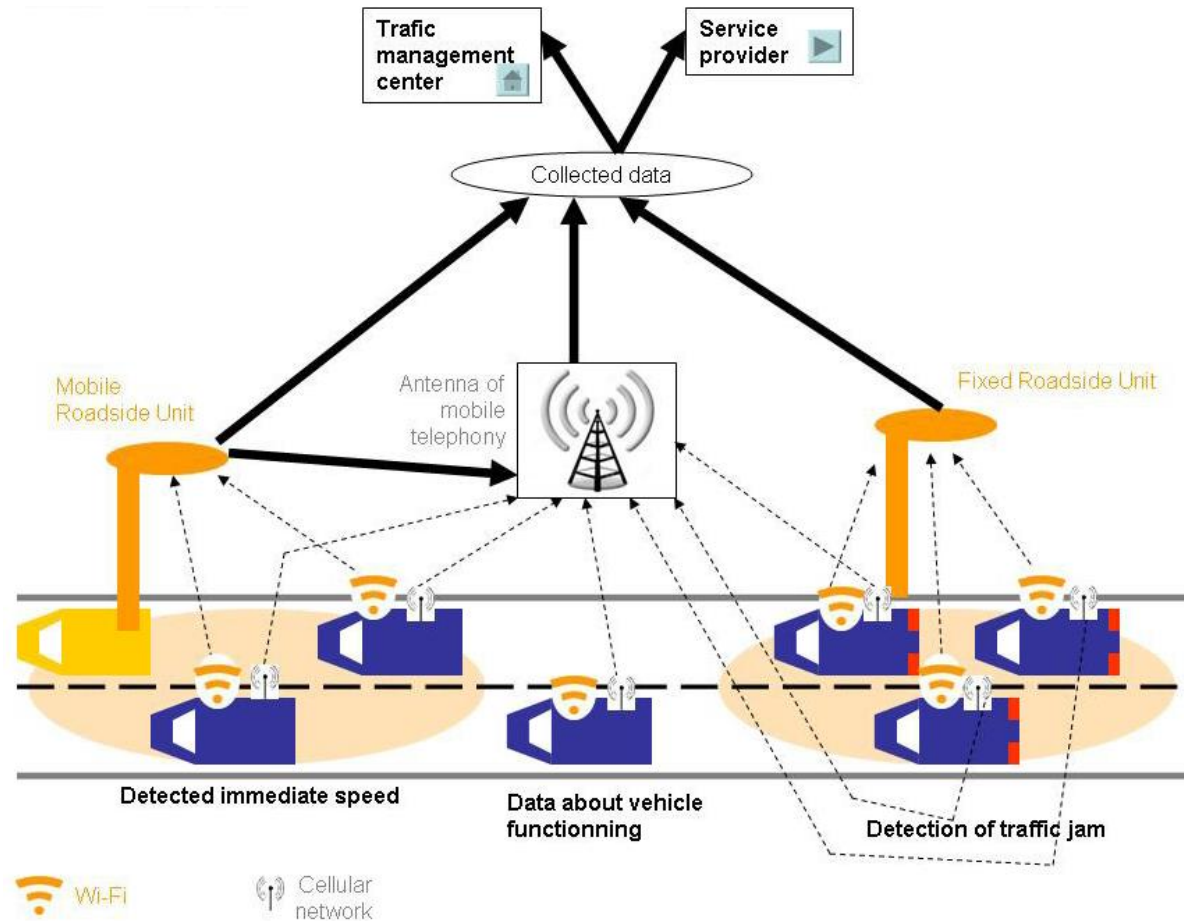 Trafic
management
center
Service
provider
Collected data
Mobile
Roadside Unit
Antenna of
mobile
telephony
Fixed Roadside Unit
Detected immediate speed
Data about vehicle
functionning
Detection of traffic jam
Wi-Fi
Cellular
network